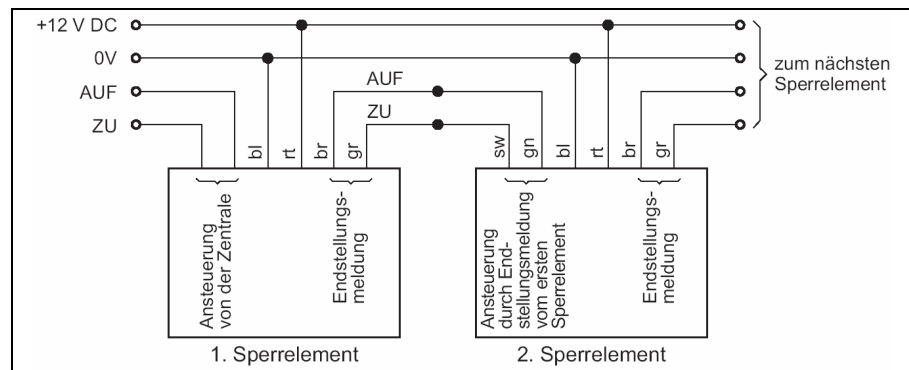 +12 V DC
0V
AUF
ZU
AUF
ZU
zum nächsten
Sperrelement
bl
rt
br
gr
sw
gn
bl
rt
br
gr
Ansteuerung
von der Zentrale
Endstellungs-
meldung
Ansteuerung
durch End-
stellungsmeldung
vom ersten
Sperrelement
Endstellungs-
meldung
1. Sperrelement
2. Sperrelement